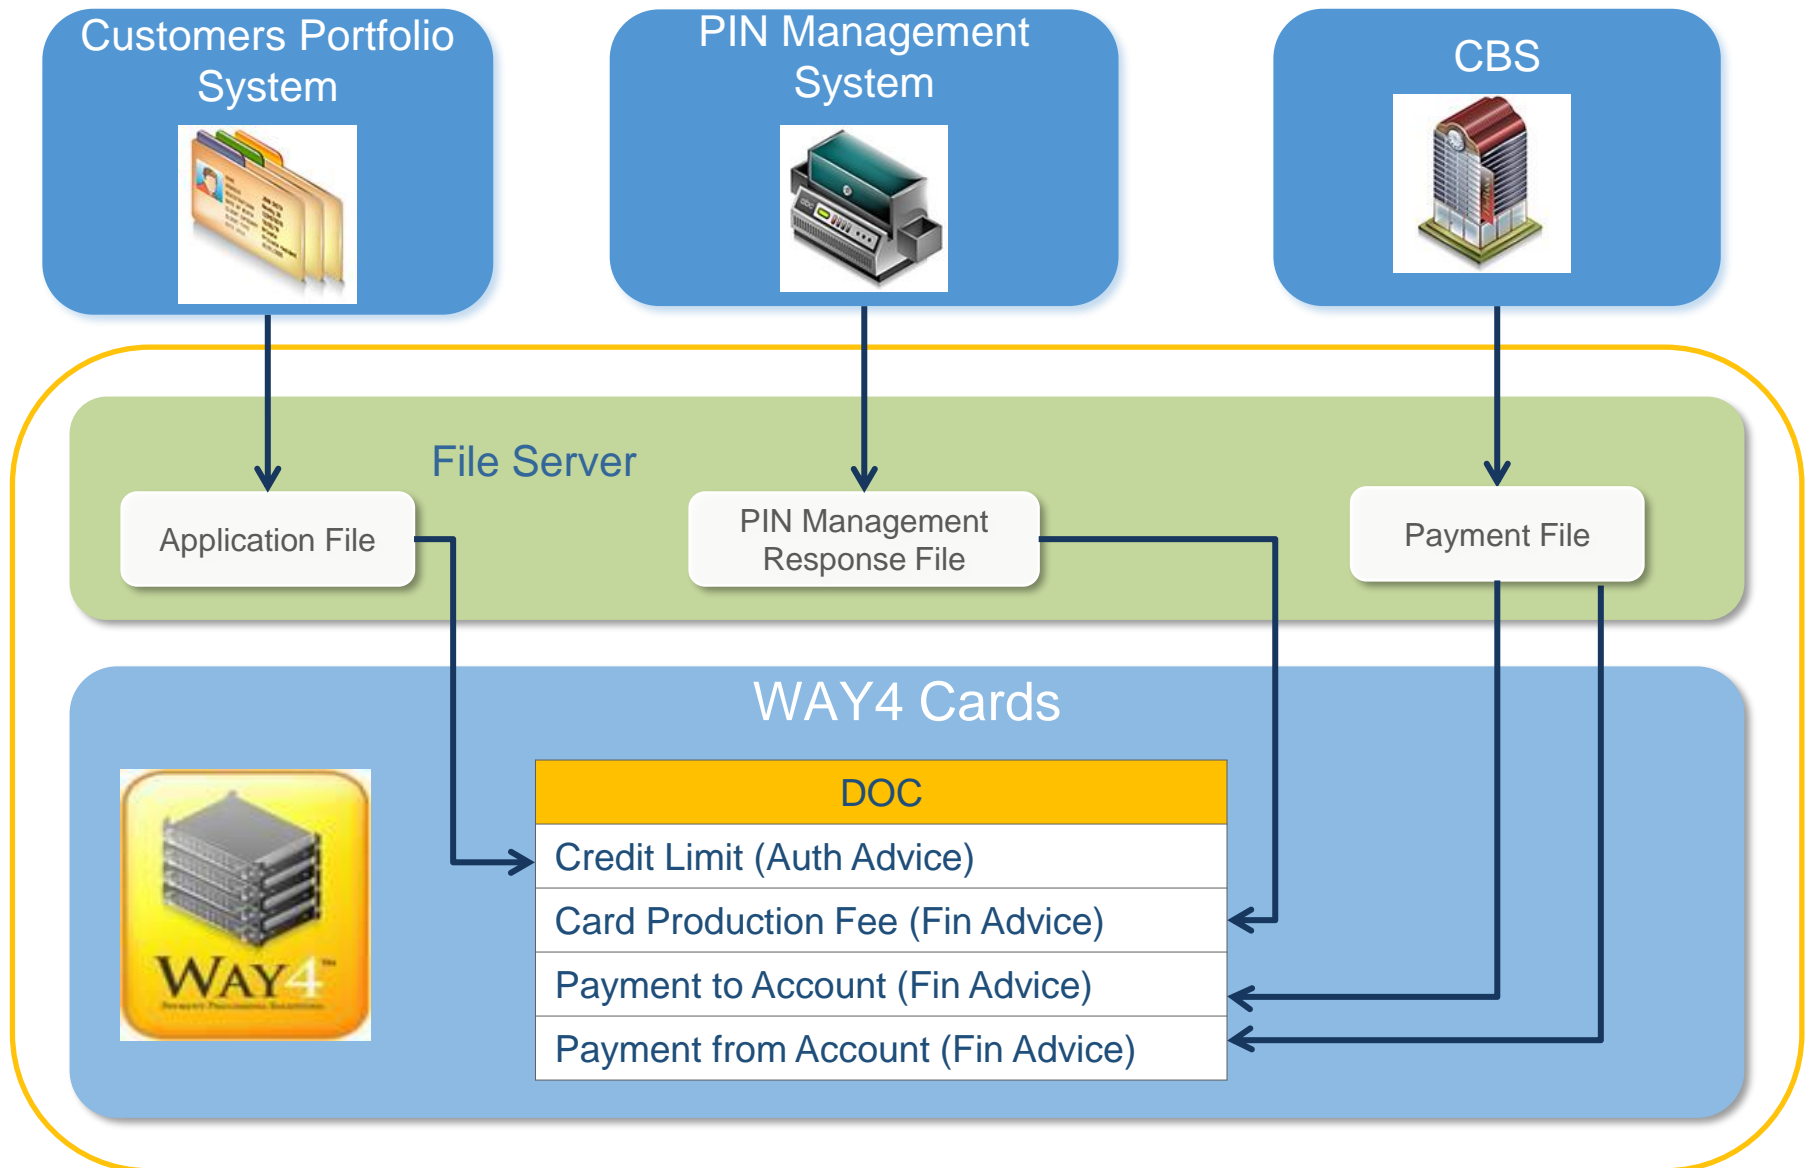 Customers Portfolio
System
PIN Management
System
CBS
File Server
Application File
PIN Management
Response File
Payment File
WAY4 Cards
DOC
Credit Limit (Auth Advice)
Card Production Fee (Fin Advice)
Payment to Account (Fin Advice)
Payment from Account (Fin Advice)
WAY4™